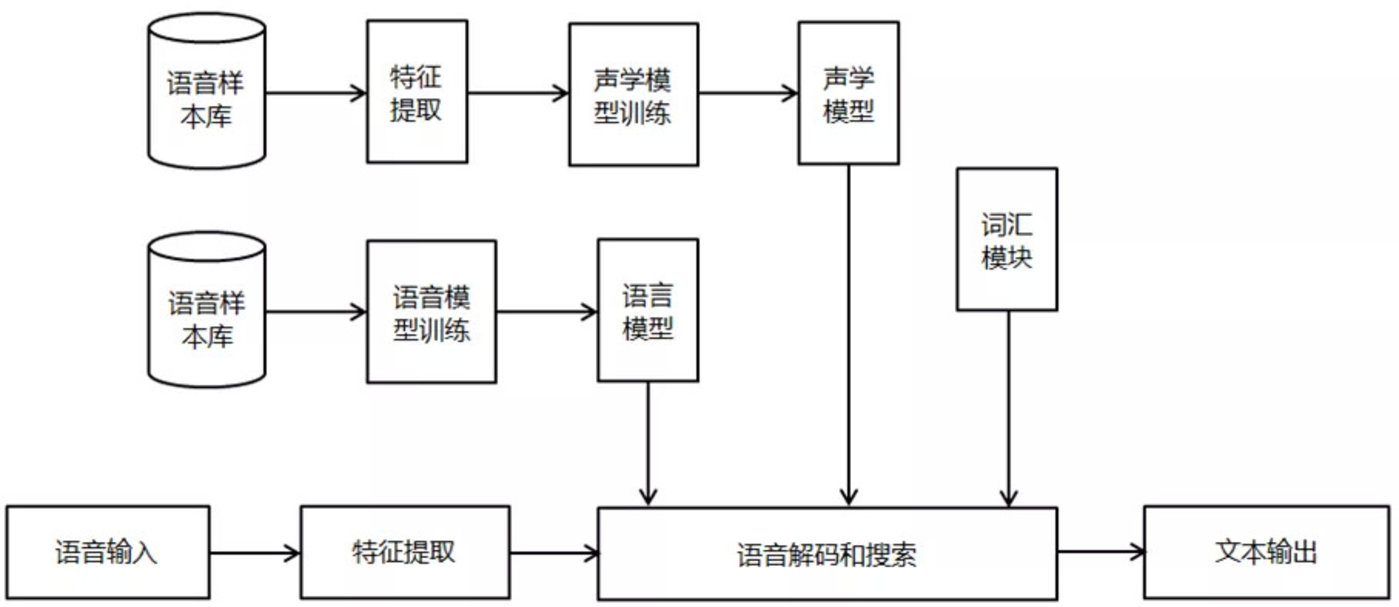 语音样
本库
特征
提取
声学模
型训练
声学
模型
词汇
模块
语音样
本库
语音模
型训练
语言
模型
语音输入
特征提取
语音解码和搜索
文本输出